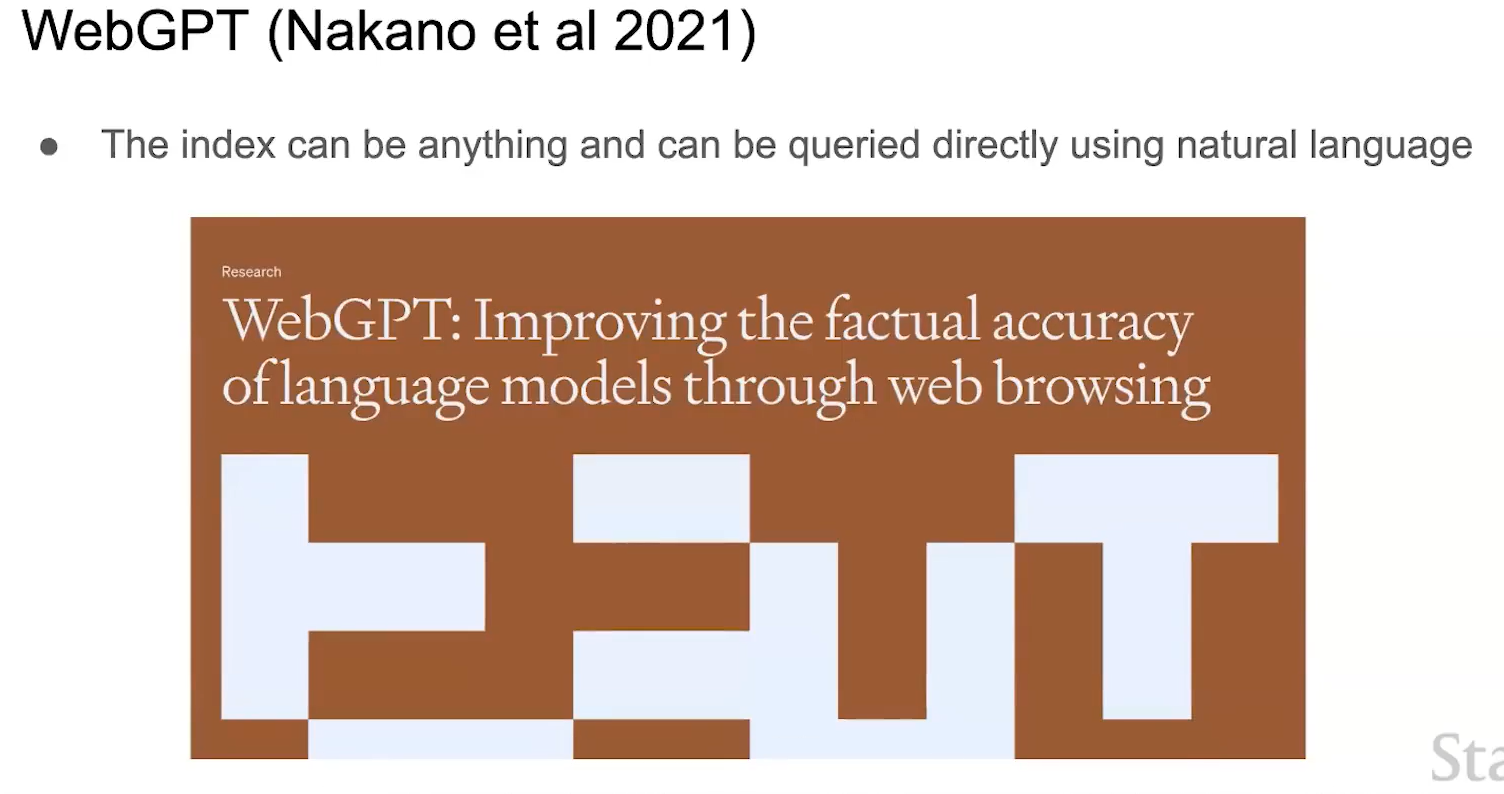 WebGPT (Nakano et al 2021)
● The index can be anything and can be queried directly using natural language
Research
WebGPT: Improving the factual accuracy
of language models through web browsing